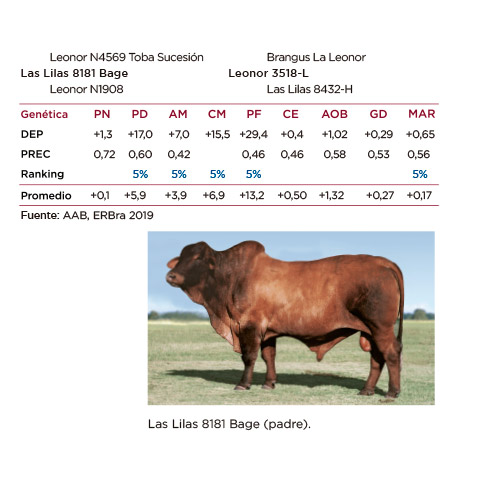 Leonor N4569 Toba Sucesión Brangus La Leonor
Las Lilas 8181 Bage Leonor 3518-L
Leonor N1908 Las Lilas 8432-H
Genética PN PD AM CM PF CE AOB GD MAR
DEP +1,3 +17,0 +7,0 +15,5 +29,4 +0,4 +1,02 +0,29 +0,65
PREC 0,72 0,60 0,42 0,46 0,46 0,58 0,53 0,56
Ranking 5% 5% 5% 5% 5%
Promedio +0,1 +5,9 +3,9 +6,9 +13,2 +0,50 +1,32 +0,27 +0,17
Fuente: AAB, ERBra 2019
Las Lilas 8181 Bage (padre).